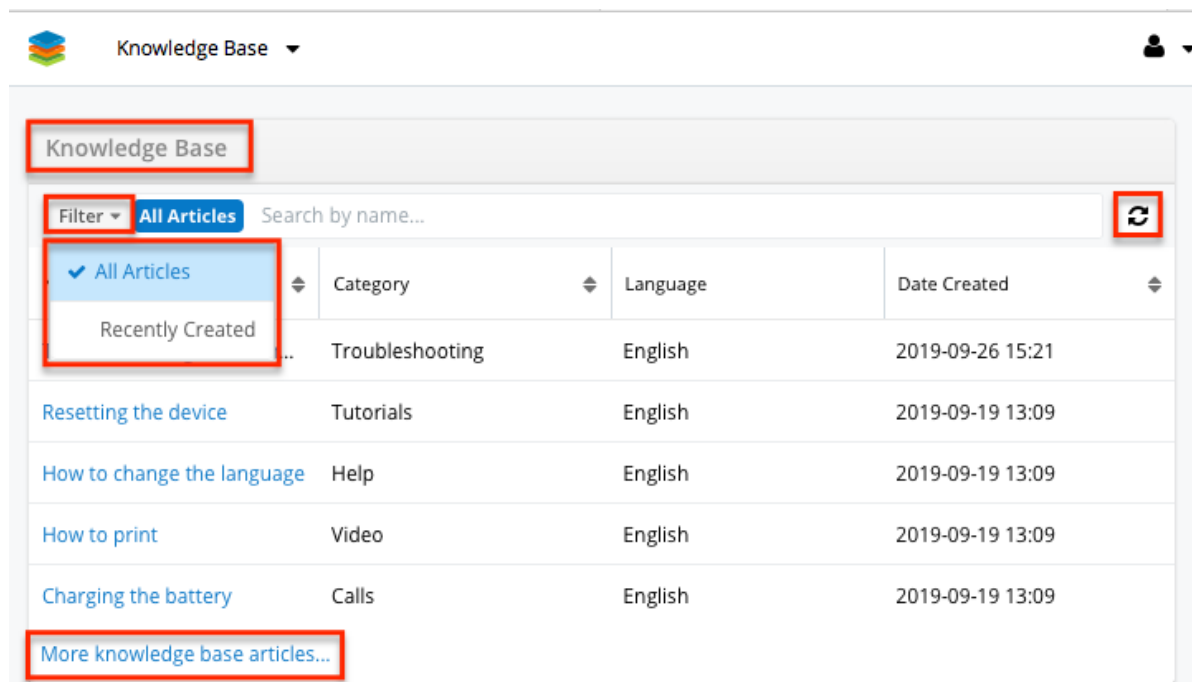 Knowledge Base
Knowledge Base
Filter All Articles Search by name...
All Articles
Category Language Date Created
Recently Created
... Troubleshooting English 2019-09-26 15:21
Resetting the device Tutorials English 2019-09-19 13:09
How to change the language Help English 2019-09-19 13:09
How to print Video English 2019-09-19 13:09
Charging the battery Calls English 2019-09-19 13:09
More knowledge base articles...